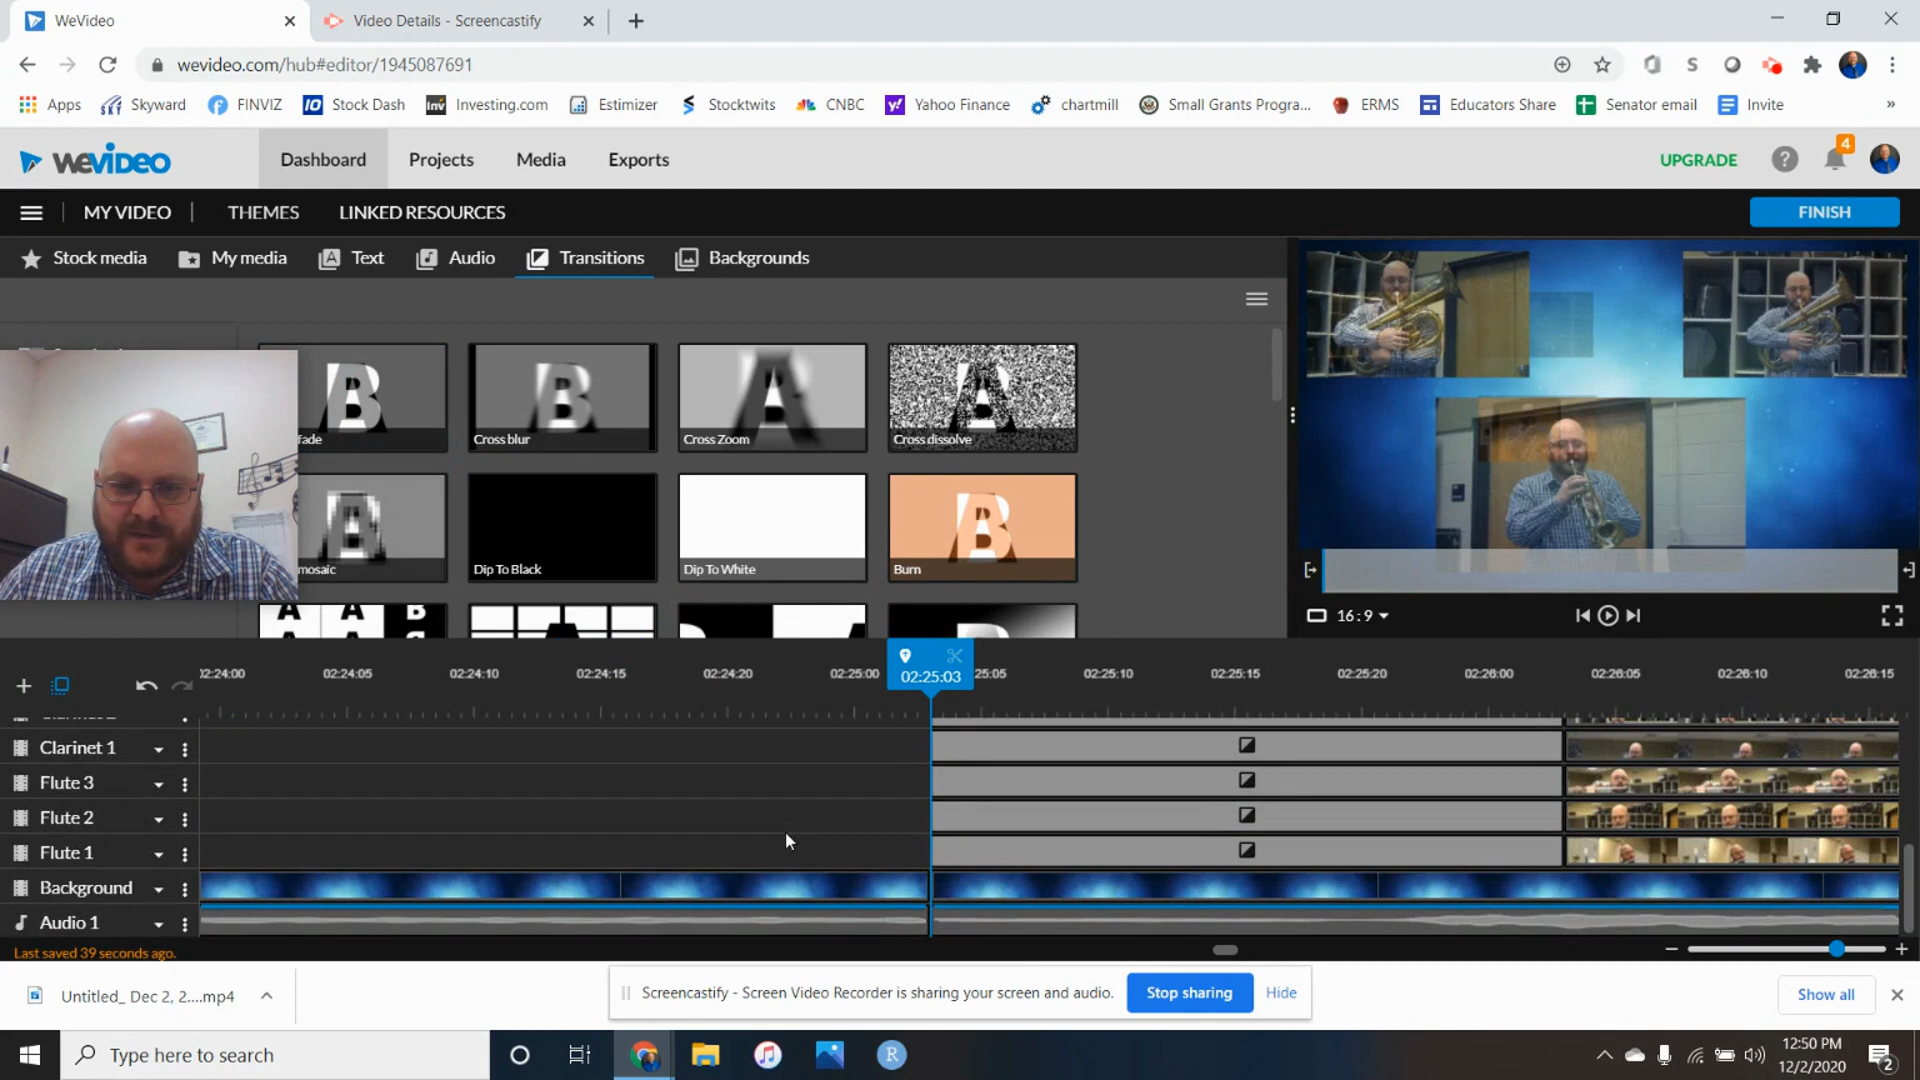 WeVideo
Video Details - Screencastify
wevideo.com/hub#editor/1945087691
Apps
Skyward
FINVIZ
Stock Dash
Investing.com
Estimizer
Stocktwits
CNBC
Yahoo Finance
chartmill
Small Grants Progra...
ERMS
Educators Share
Senator email
Invite
»
WEVIDEO
Dashboard
Projects
Media
Exports
UPGRADE
4
MY VIDEO
THEMES
LINKED RESOURCES
FINISH
Stock media
My media
Text
Audio
Transitions
Backgrounds
fade
Cross blur
Cross Zoom
Cross dissolve
mosaic
Dip To Black
Dip To White
Burn
16:9
02:24:00
02:24:05
02:24:10
02:24:15
02:24:20
02:25:00
02:25:03
25:05
02:25:10
02:25:15
02:25:20
02:26:00
02:26:05
02:26:10
02:26:15
Clarinet 1
Flute 3
Flute 2
Flute 1
Background
Audio 1
Last saved 39 seconds ago.
Untitled_ Dec 2, 2....mp4
Screencastify - Screen Video Recorder is sharing your screen and audio.
Stop sharing
Hide
Show all
Type here to search
12:50 PM
12/2/2020
2